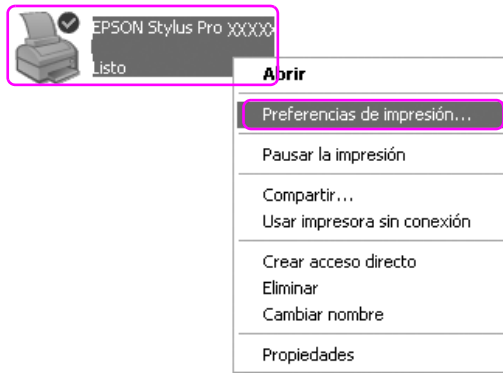 EPSON Stylus Pro XXXXX
Listo
Abrir
Preferencias de impresión...
Pausar la impresión
Compartir...
Usar impresora sin conexión
Crear acceso directo
Eliminar
Cambiar nombre
Propiedades